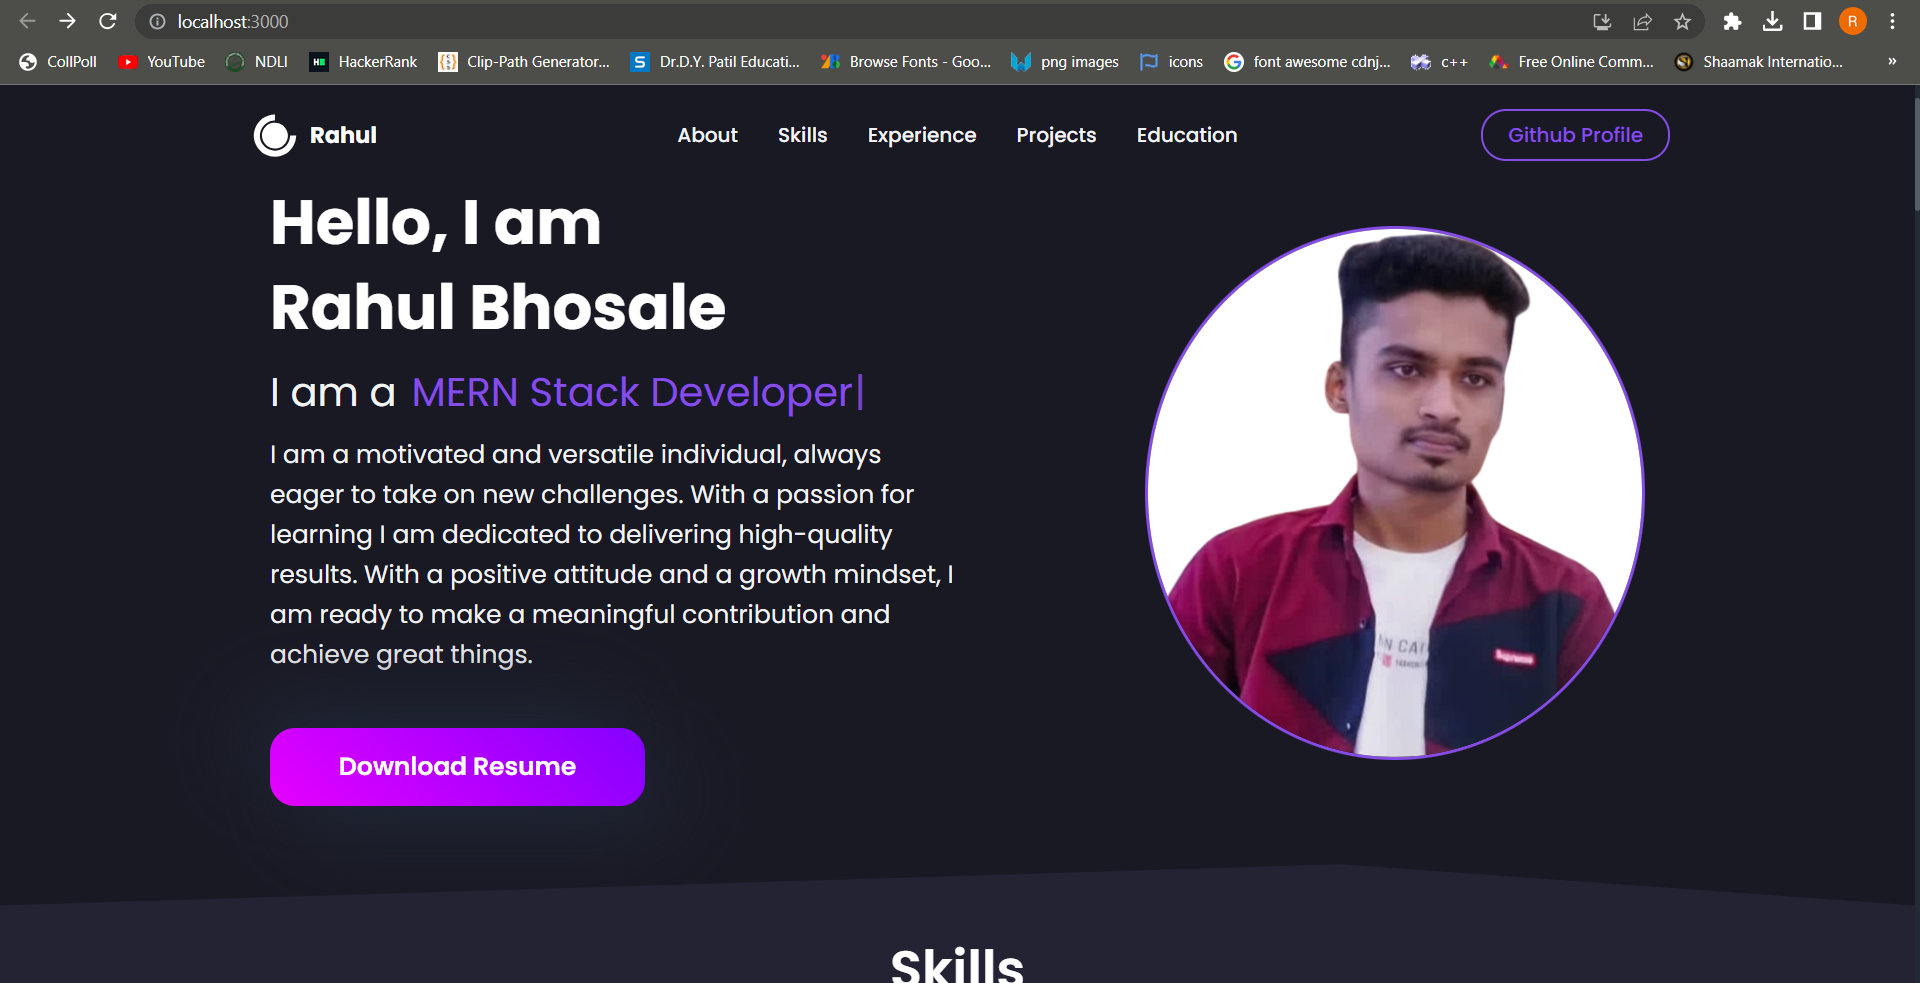 localhost:3000
R
CollPoll YouTube NDLI HackerRank Clip-Path Generator... Dr.D.Y. Patil Educati... Browse Fonts - Goo... png images icons font awesome cdnj... c++ Free Online Comm... Shaamak Internatio... »
Rahul About Skills Experience Projects Education Github Profile
Hello, I am
Rahul Bhosale
I am a MERN Stack Developer|
I am a motivated and versatile individual, always
eager to take on new challenges. With a passion for
learning I am dedicated to delivering high-quality
results. With a positive attitude and a growth mindset, I
am ready to make a meaningful contribution and
achieve great things.
Supreme
Download Resume
Skills